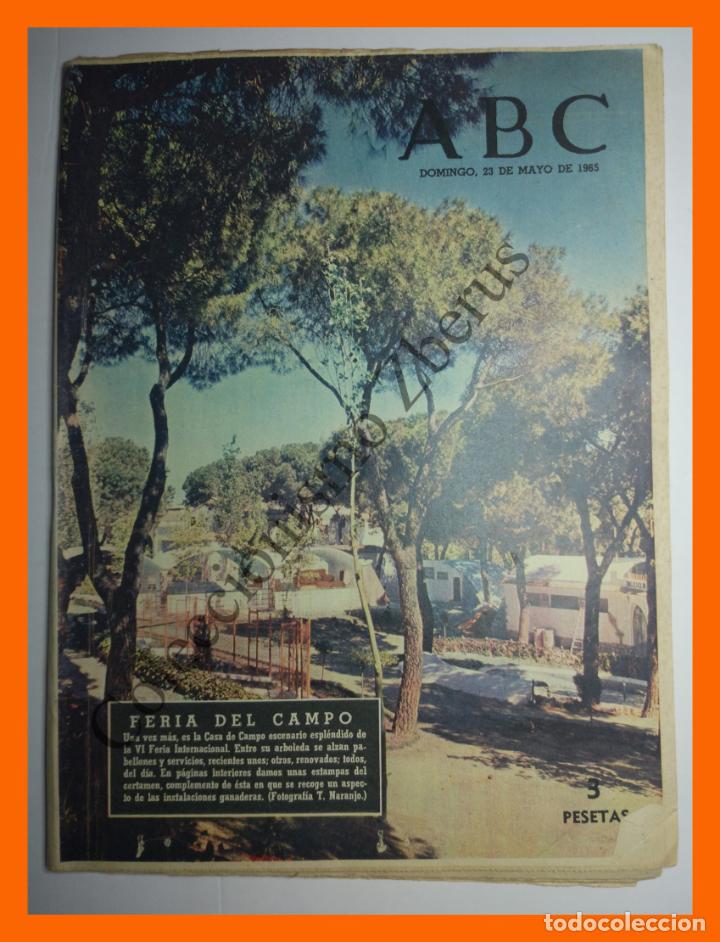 ABC
DOMINGO, 23 DE MAYO DE 1965
Coleccionismo Zberus
FERIA DEL CAMPO
Una vez más, es la Casa de Campo escenario espléndido de
la VI Feria Internacional. Entre su arboleda se alzan pa-
bellones y servicios, recientes unos; otros, renovados; todos,
del día. En páginas interiores damos unas estampas del
certamen, complemento de ésta en que se recoge un aspec-
to de las instalaciones ganaderas. (Fotografía T. Naranjo.)
3
PESETAS
todocoleccion